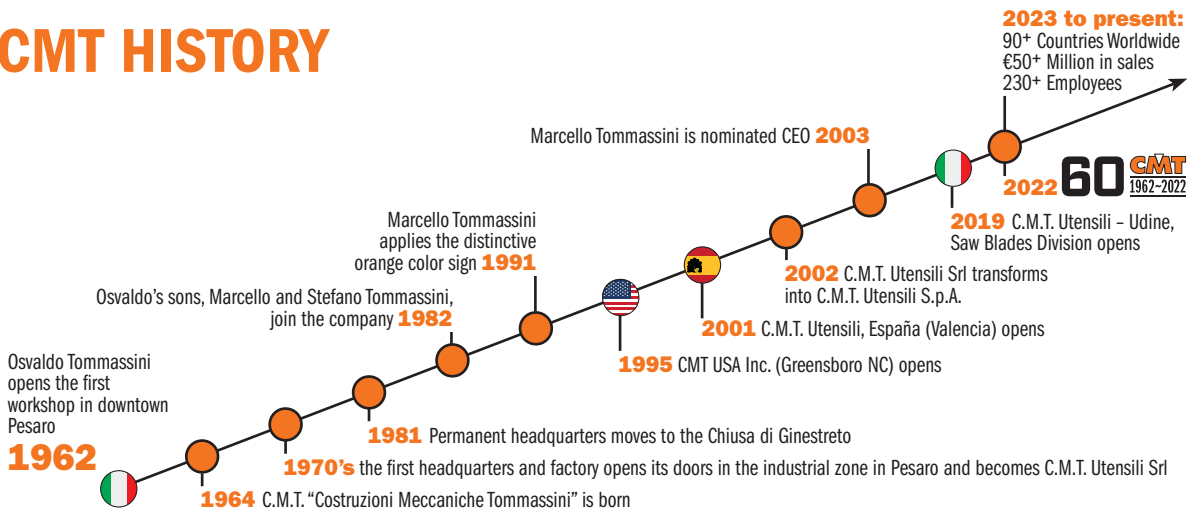 CMT HISTORY
Osvaldo Tommassini
opens the first
workshop in downtown
Pesaro
1962
1964 C.M.T. “Costruzioni Meccaniche Tommassini” is born
1970's the first headquarters and factory opens its doors in the industrial zone in Pesaro and becomes C.M.T. Utensili Srl
1981 Permanent headquarters moves to the Chiusa di Ginestreto
Osvaldo’s sons, Marcello and Stefano Tommassini,
join the company 1982
Marcello Tommassini
applies the distinctive
orange color sign 1991
1995 CMT USA Inc. (Greensboro NC) opens
2001 C.M.T. Utensili, España (Valencia) opens
2002 C.M.T. Utensili Srl transforms
into C.M.T. Utensili S.p.A.
Marcello Tommassini is nominated CEO 2003
2019 C.M.T. Utensili – Udine,
Saw Blades Division opens
2022 60 CMT
1962~2022
2023 to present:
90+ Countries Worldwide
€50+ Million in sales
230+ Employees